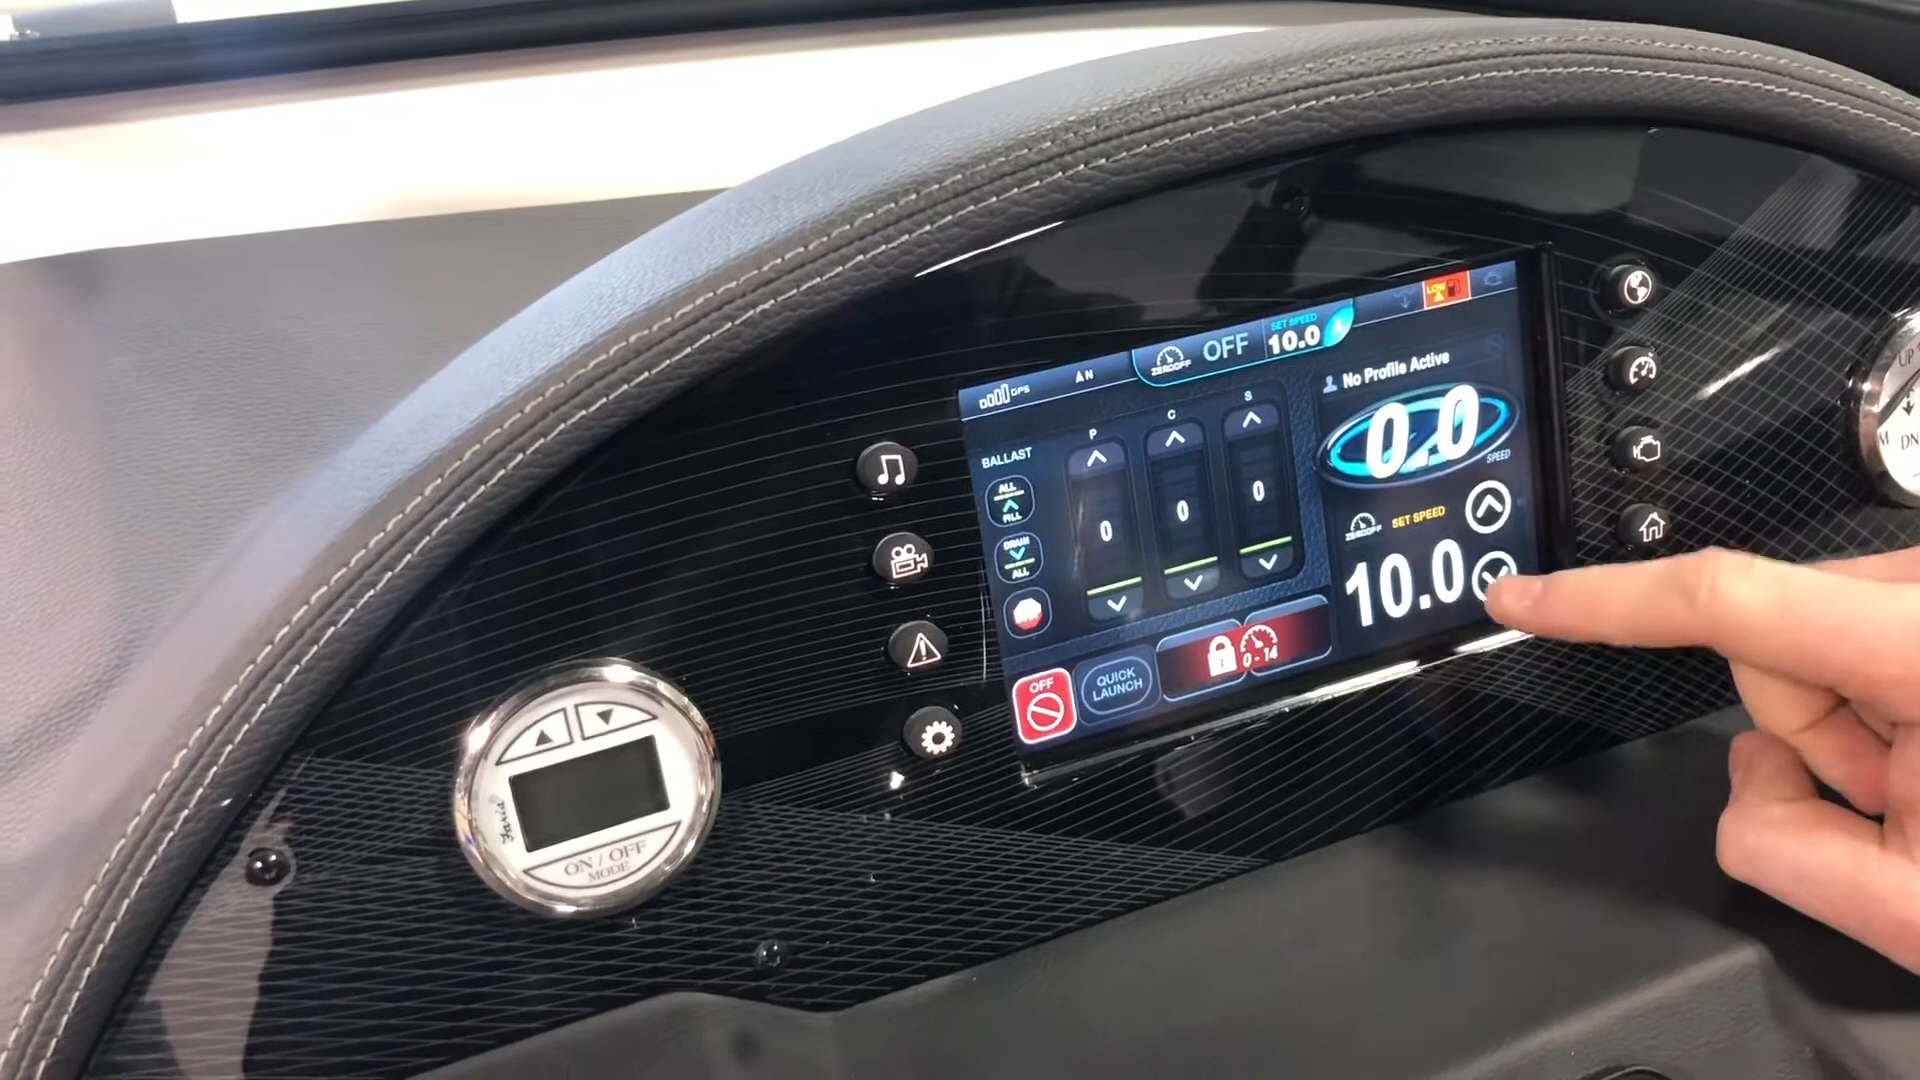 GPS
N
ZEROOFF
OFF
SET SPEED
10.0
LOW
BALLAST
P
C
S
ALL
FILL
DRAIN
ALL
0
0
0
No Profile Active
0.0
SPEED
ZEROOFF
SET SPEED
10.0
OFF
QUICK
LAUNCH
0-14
Faria
ON / OFF
MODE
UP
M
DN